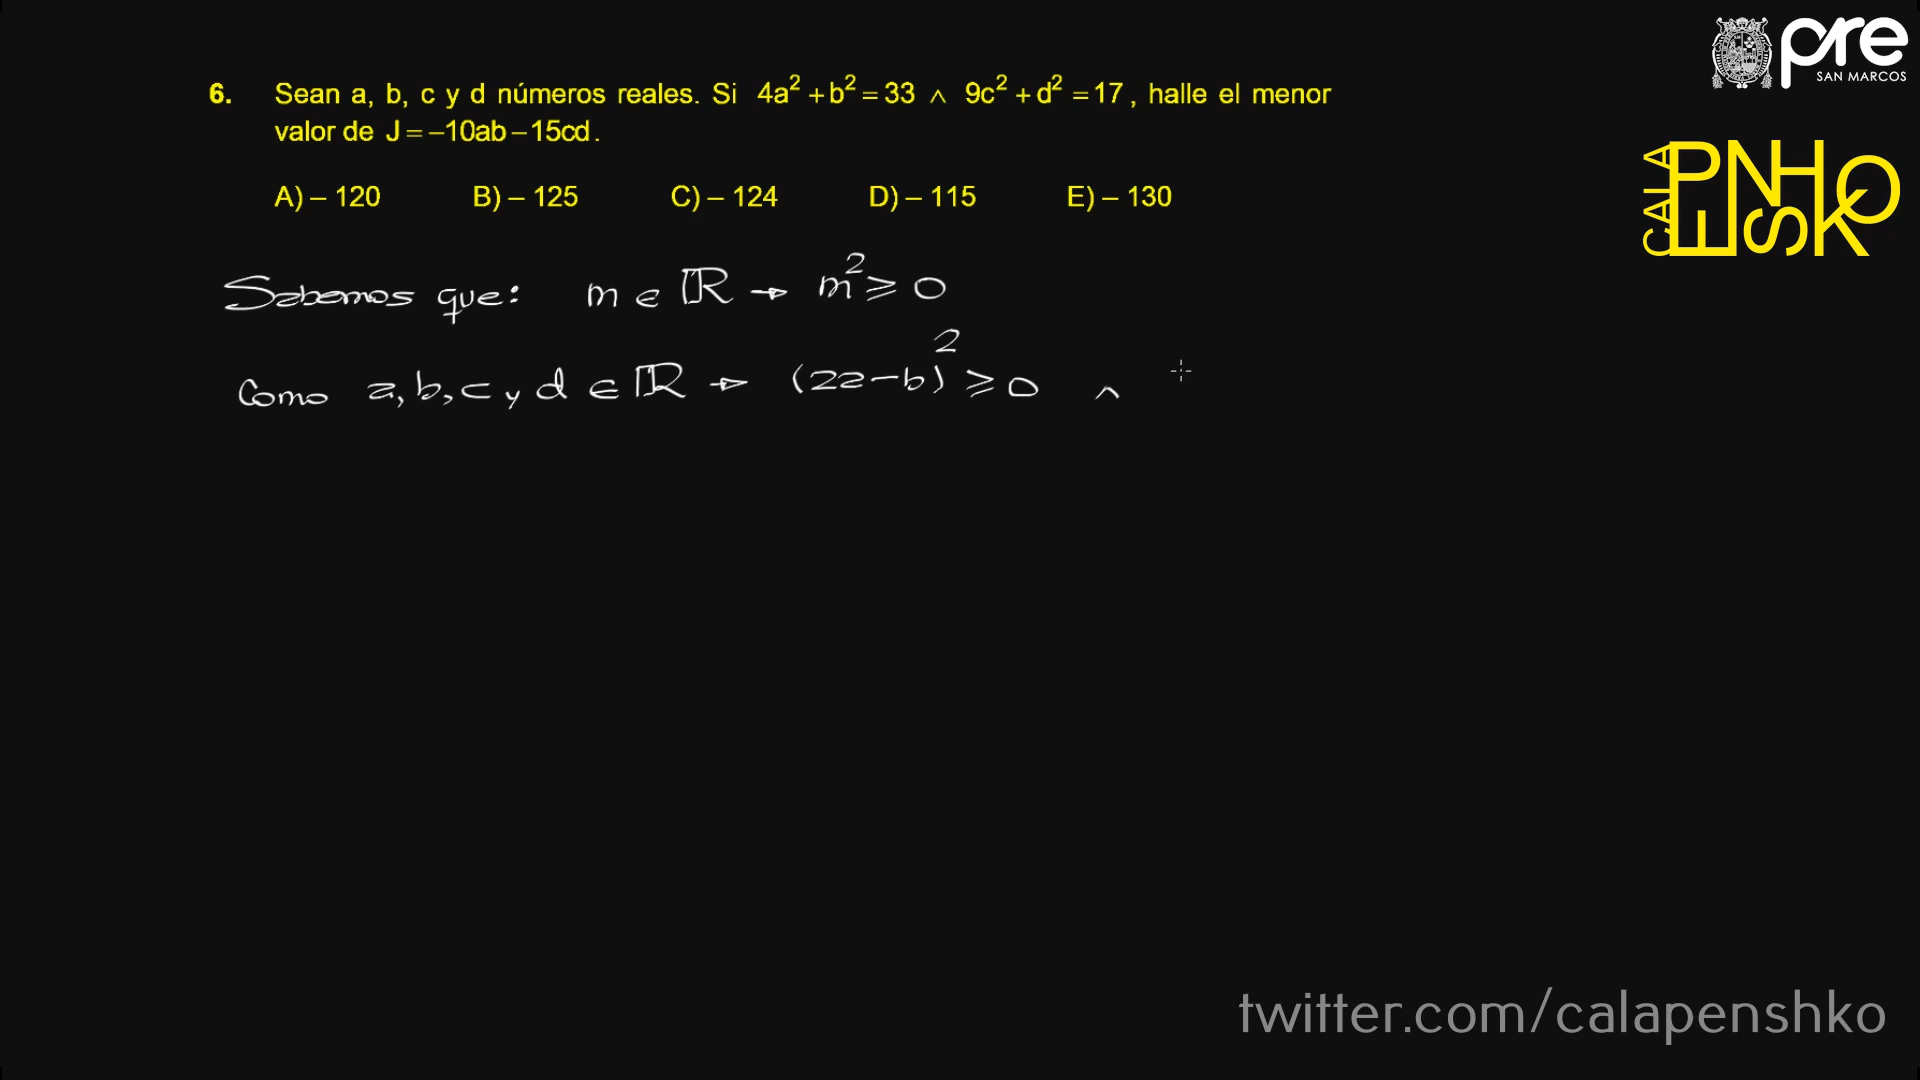 pre
SAN MARCOS
CALA
PENSHKO
6. Sean a, b, c y d números reales. Si 4a² + b² = 33 ∧ 9c² + d² = 17, halle el menor
valor de J = –10ab – 15cd.
A) – 120 B) – 125 C) – 124 D) – 115 E) – 130
Sabemos que: m ∈ ℝ → m² ≥ 0
Como a, b, c y d ∈ ℝ → (2a – b)² ≥ 0 ∧
twitter.com/calapenshko